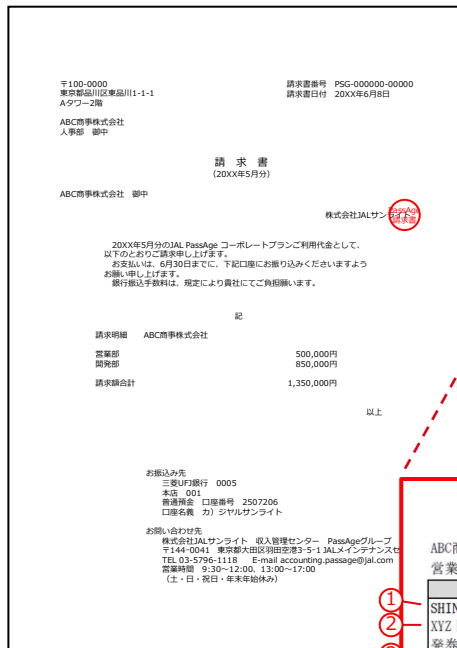 〒100-0000
東京都品川区東品川1-1-1
Aタワー2階
請求書番号　PSG-000000-00000
請求書日付　20XX年6月8日
ABC商事株式会社
人事部　御中
請　求　書
(20XX年5月分)
ABC商事株式会社　御中
株式会社JALサンライト
PassAge
請求書
20XX年5月分のJAL PassAge コーポレートプランご利用代金として、
以下のとおりご請求申し上げます。
お支払いは、6月30日までに、下記口座にお振り込みくださいますよう
お願い申し上げます。
銀行振込手数料は、規定により貴社にてご負担願います。
記
請求明細　ABC商事株式会社
営業部　500,000円
開発部　850,000円
請求額合計　1,350,000円
以上
お振込み先
三菱UFJ銀行　0005
本店　001
普通預金　口座番号　2507206
口座名義　カ）ジヤルサンライト
お問い合わせ先
株式会社JALサンライト　収入管理センター　PassAgeグループ
〒144-0041　東京都大田区羽田空港3-5-1 JALメインテナンスセ
TEL 03-5796-1118　E-mail accounting.passage@jal.com
営業時間　9:30～12:00、13:00～17:00
（土・日・祝日・年末年始休み）
ABC
営業
① SHIN
② XYZ